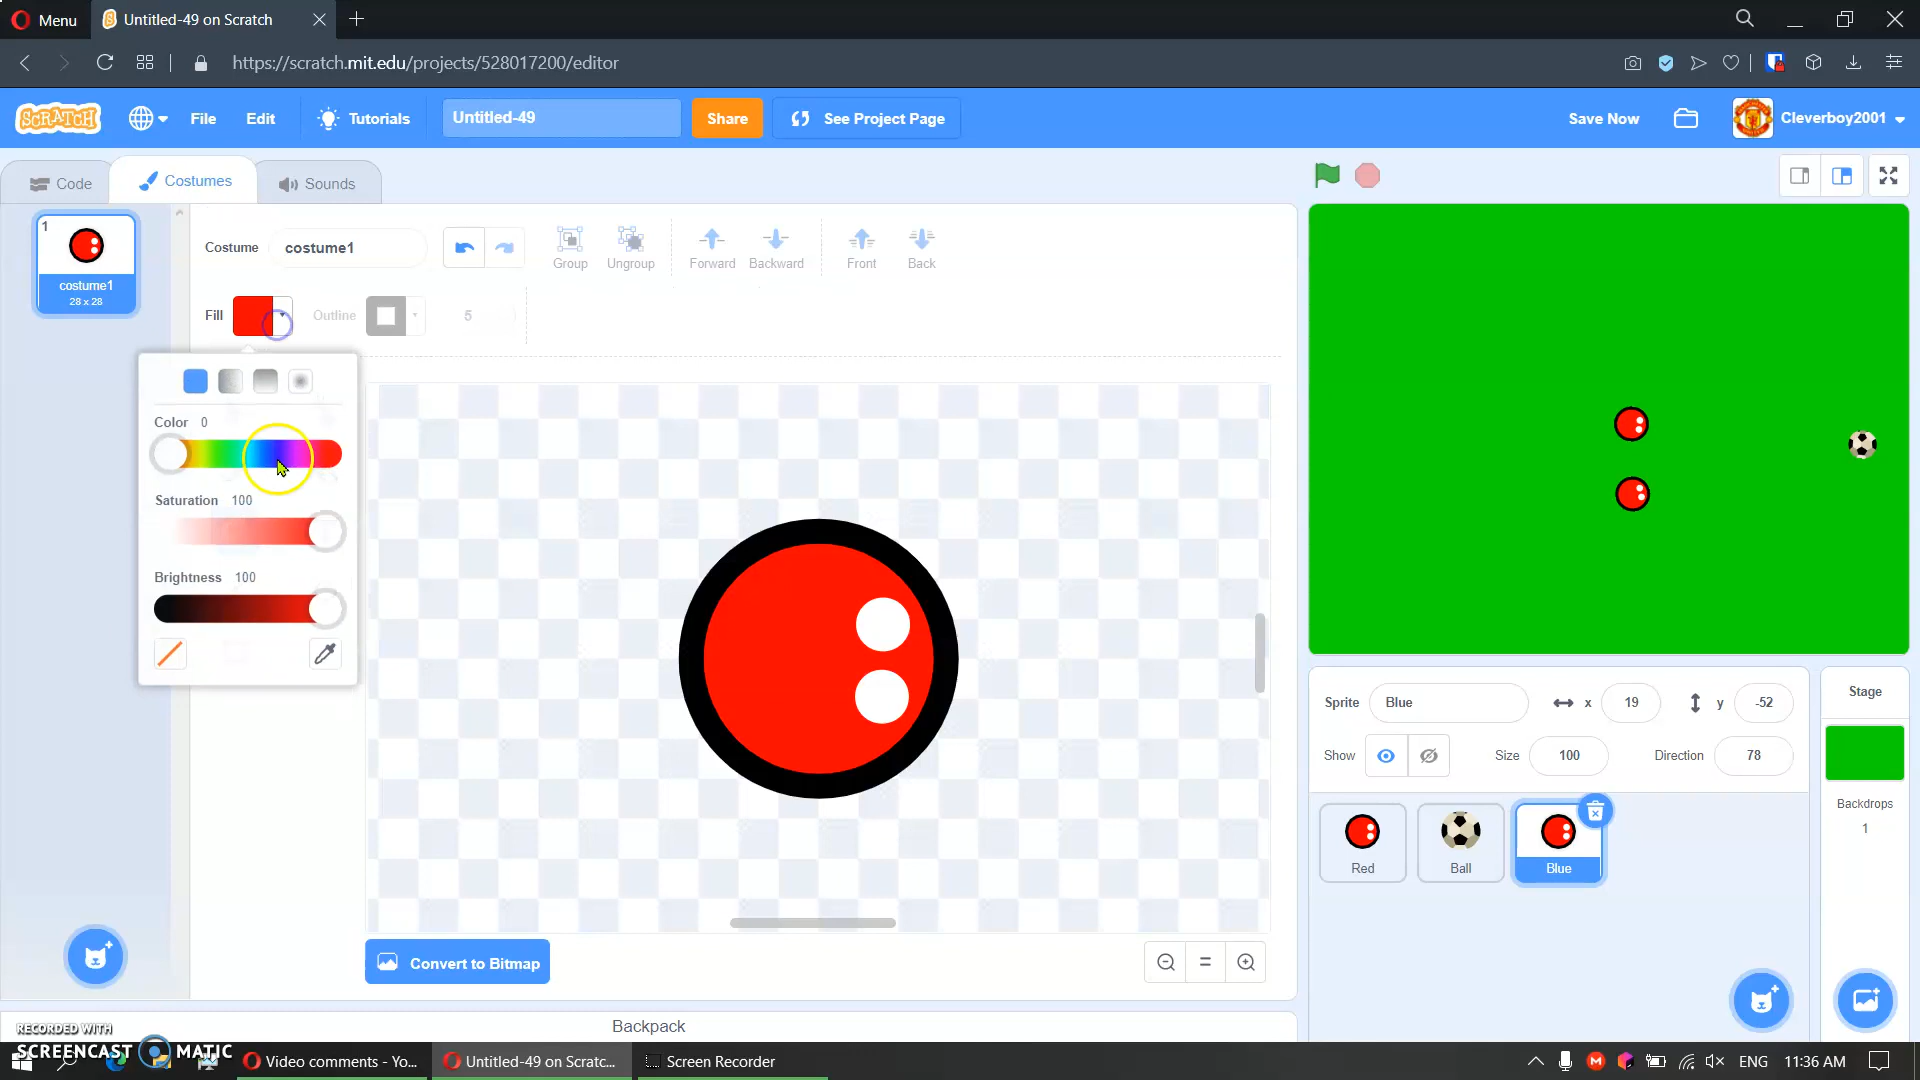 Menu
Untitled-49 on Scratch
https://scratch.mit.edu/projects/528017200/editor
SCRATCH
File
Edit
Tutorials
Untitled-49
Share
See Project Page
Save Now
Cleverboy2001
Code
Costumes
Sounds
1
costume1
28 x 28
Costume
costume1
Group
Ungroup
Forward
Backward
Front
Back
Fill
Outline
5
Color 0
Saturation 100
Brightness 100
Convert to Bitmap
Sprite
Blue
x
19
y
-52
Show
Size
100
Direction
78
Red
Ball
Blue
Stage
Backdrops
1
Backpack
RECORDED WITH
SCREENCAST MATIC
Video comments - Yo...
Untitled-49 on Scratc...
Screen Recorder
ENG
11:36 AM